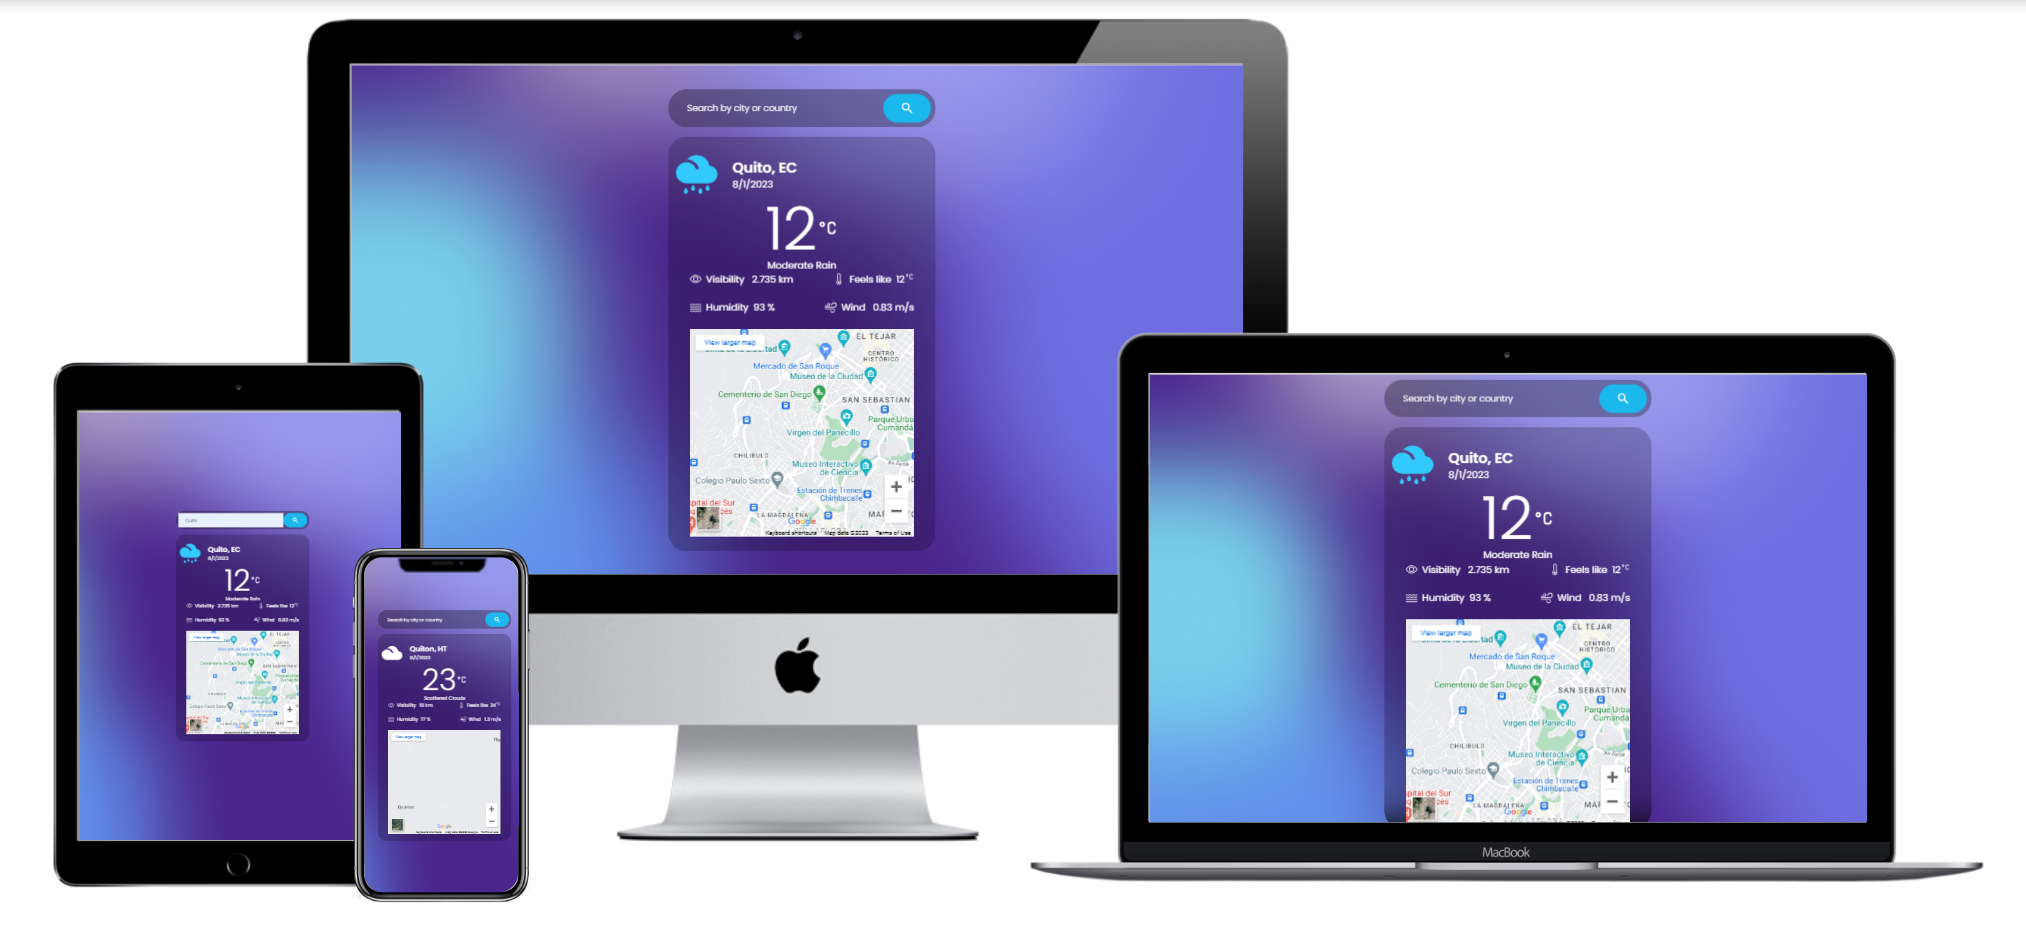 Search by city or country
Quito, EC
8/1/2023
12 °C
Moderate Rain
Visibility 2.735 km
Feels like 12 °C
Humidity 93 %
Wind 0.83 m/s
View larger map
EL TEJAR
CENTRO
HISTÓRICO
Mercado de San Roque
Museo de la Ciudad
Cementerio de San Diego
SAN SEBASTIAN
Parque Urba
Cumandá
Virgen del Panecillo
CHILIBULO
Museo Interactivo
de Ciencia
Colegio Paulo Sexto
Estación de Trenes
Chimbacalle
pital del Sur
LA MAGDALENA
Google
Keyboard shortcuts Map data ©2023 Terms of Use
Quito
Quito, EC
8/1/2023
12 °C
Moderate Rain
Visibility 2.735 km
Feels like 12 °C
Humidity 93 %
Wind 0.83 m/s
View larger map
Search by city or country
Quiton, HT
8/1/2023
23 °C
Scattered Clouds
Visibility 10 km
Feels like 24 °C
Humidity 77 %
Wind 1.3 m/s
View larger map
Google
Search by city or country
Quito, EC
8/1/2023
12 °C
Moderate Rain
Visibility 2.735 km
Feels like 12 °C
Humidity 93 %
Wind 0.83 m/s
View larger map
EL TEJAR
CENTRO
HISTÓRICO
Mercado de San Roque
Museo de la Ciudad
Cementerio de San Diego
SAN SEBASTIAN
Parque Urba
Cumandá
Virgen del Panecillo
CHILIBULO
Museo Interactivo
de Ciencia
Colegio Paulo Sexto
Estación de Trenes
Chimbacalle
pital del Sur
LA MAGDALENA
Google
MacBook